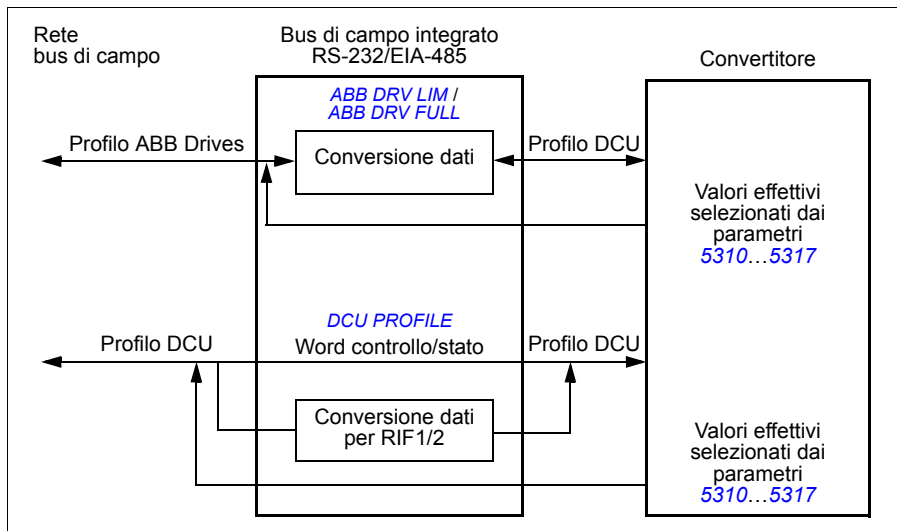 Rete
bus di campo
Bus di campo integrato
RS-232/EIA-485
Convertitore
ABB DRV LIM /
ABB DRV FULL
Profilo ABB Drives
Conversione dati
Profilo DCU
Valori effettivi
selezionati dai
parametri
5310...5317
DCU PROFILE
Profilo DCU
Word controllo/stato
Profilo DCU
Conversione dati
per RIF1/2
Valori effettivi
selezionati dai
parametri
5310...5317